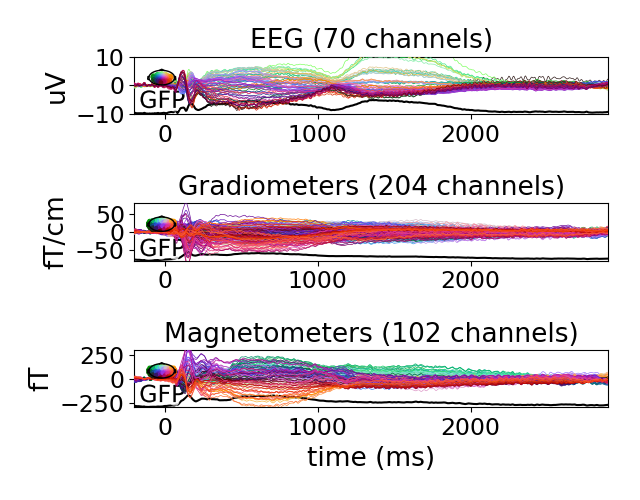 EEG (70 channels)
10
0
−10
uV
GFP
0 1000 2000
Gradiometers (204 channels)
50
0
−50
fT/cm
GFP
0 1000 2000
Magnetometers (102 channels)
250
0
−250
fT
GFP
0 1000 2000
time (ms)